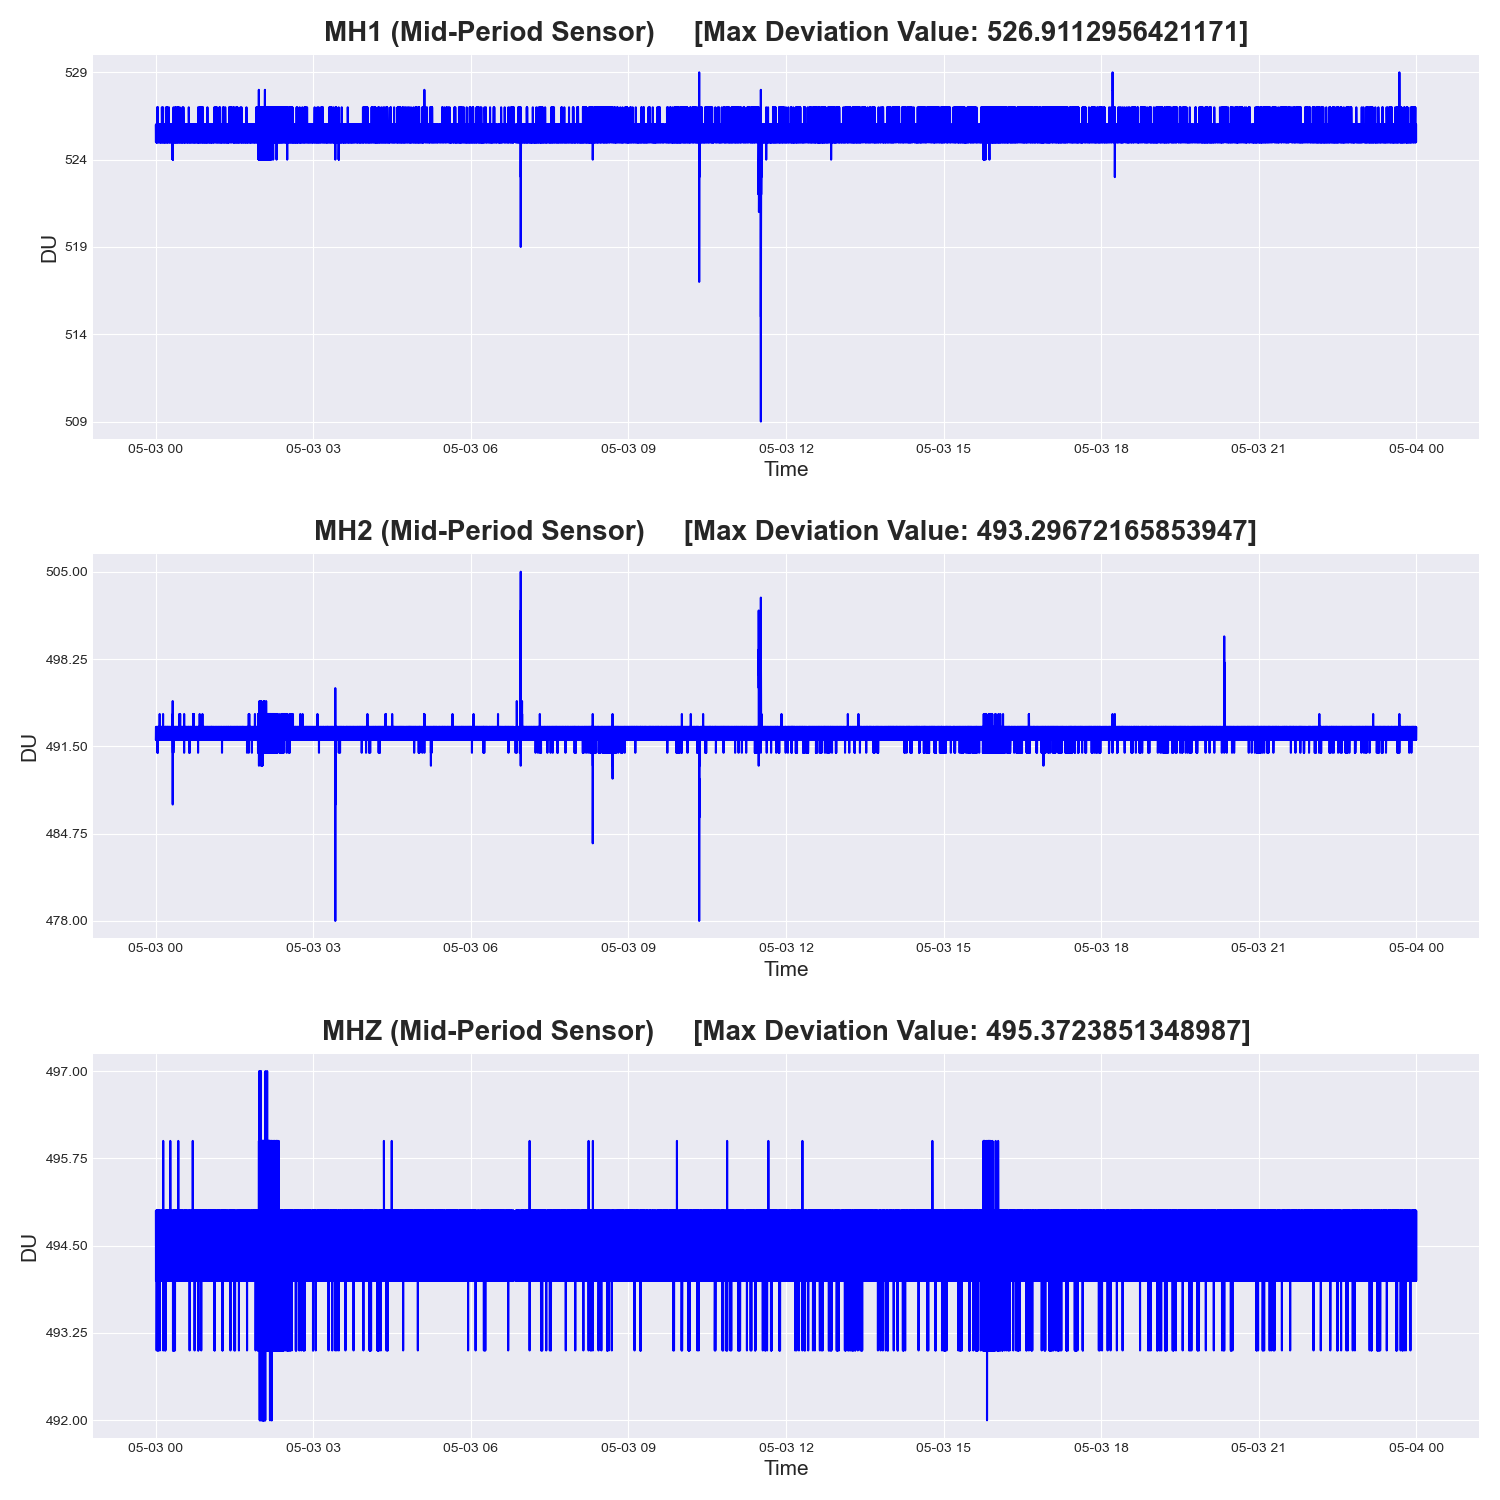 MH1 (Mid-Period Sensor) [Max Deviation Value: 526.9112956421171]
529
524
519
514
509
DU
05-03 00 05-03 03 05-03 06 05-03 09 05-03 12 05-03 15 05-03 18 05-03 21 05-04 00
Time
MH2 (Mid-Period Sensor) [Max Deviation Value: 493.29672165853947]
505.00
498.25
491.50
484.75
478.00
DU
05-03 00 05-03 03 05-03 06 05-03 09 05-03 12 05-03 15 05-03 18 05-03 21 05-04 00
Time
MHZ (Mid-Period Sensor) [Max Deviation Value: 495.3723851348987]
497.00
495.75
494.50
493.25
492.00
DU
05-03 00 05-03 03 05-03 06 05-03 09 05-03 12 05-03 15 05-03 18 05-03 21 05-04 00
Time